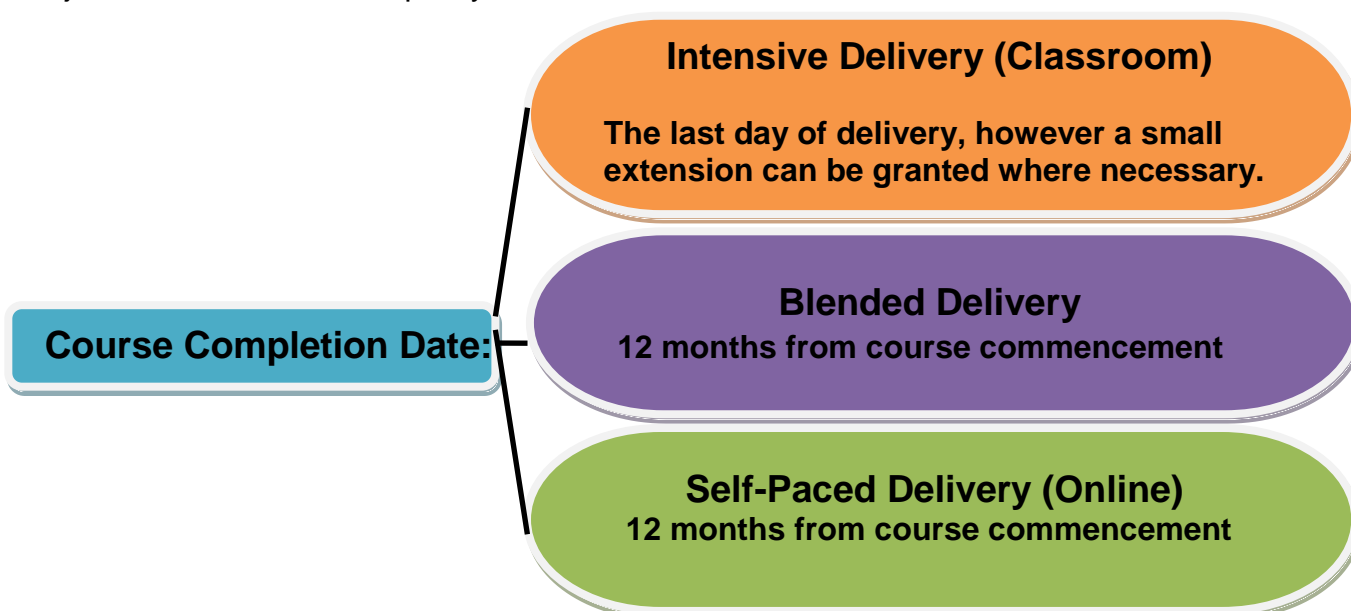 Course Completion Date:
Intensive Delivery (Classroom)
The last day of delivery, however a small
extension can be granted where necessary.
Blended Delivery
12 months from course commencement
Self-Paced Delivery (Online)
12 months from course commencement